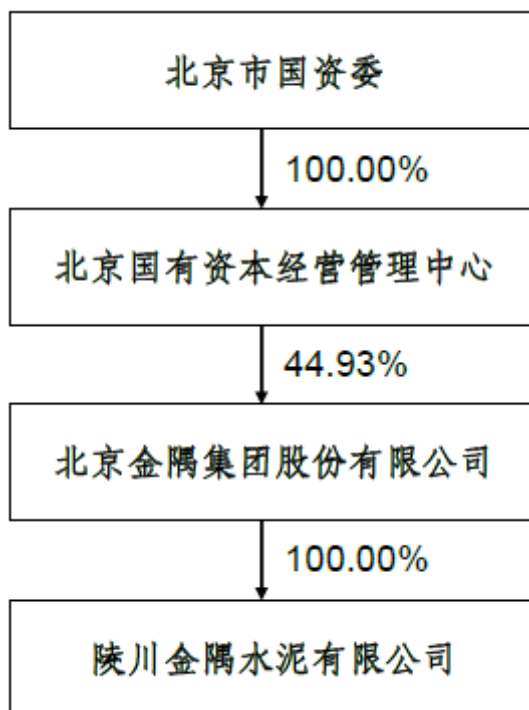 北京市国资委
100.00%
北京国有资本经营管理中心
44.93%
北京金隅集团股份有限公司
100.00%
陵川金隅水泥有限公司